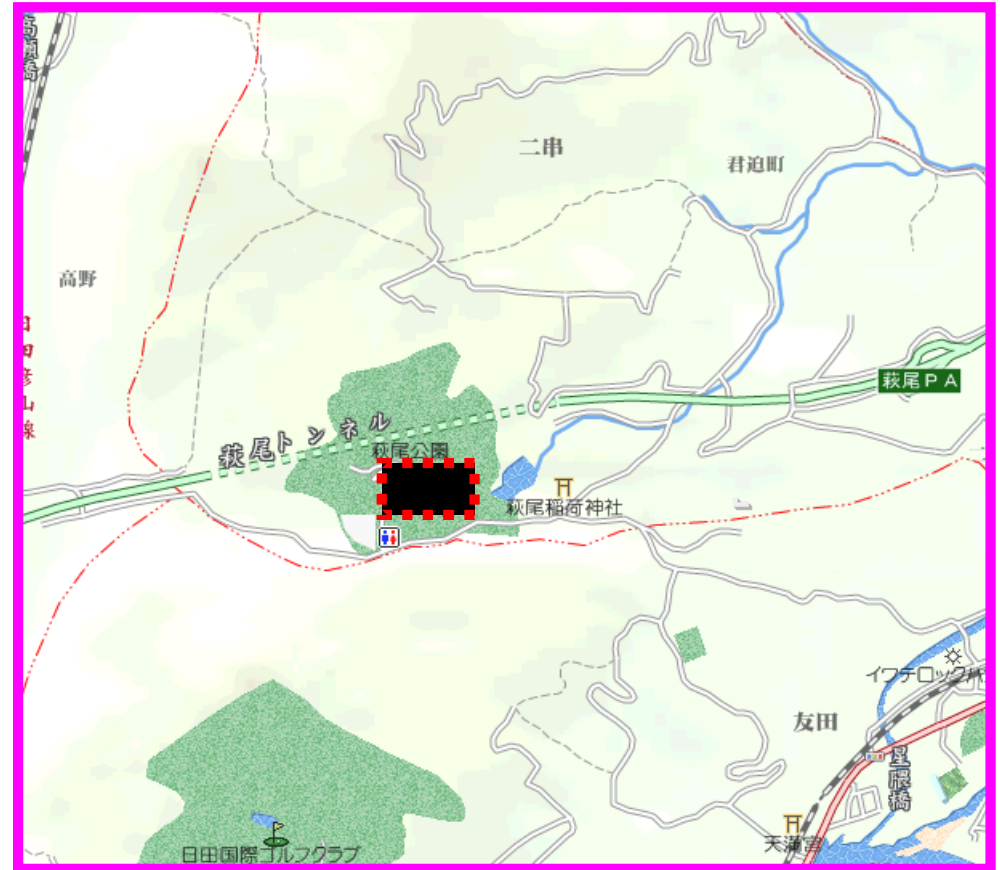 高瀬橋
二串
君迫町
高野
日田彦山線
萩尾PA
萩尾トンネル
萩尾公園
萩尾稲荷神社
イワテロック
友田
星隈橋
天満宮
日田国際ゴルフクラブ